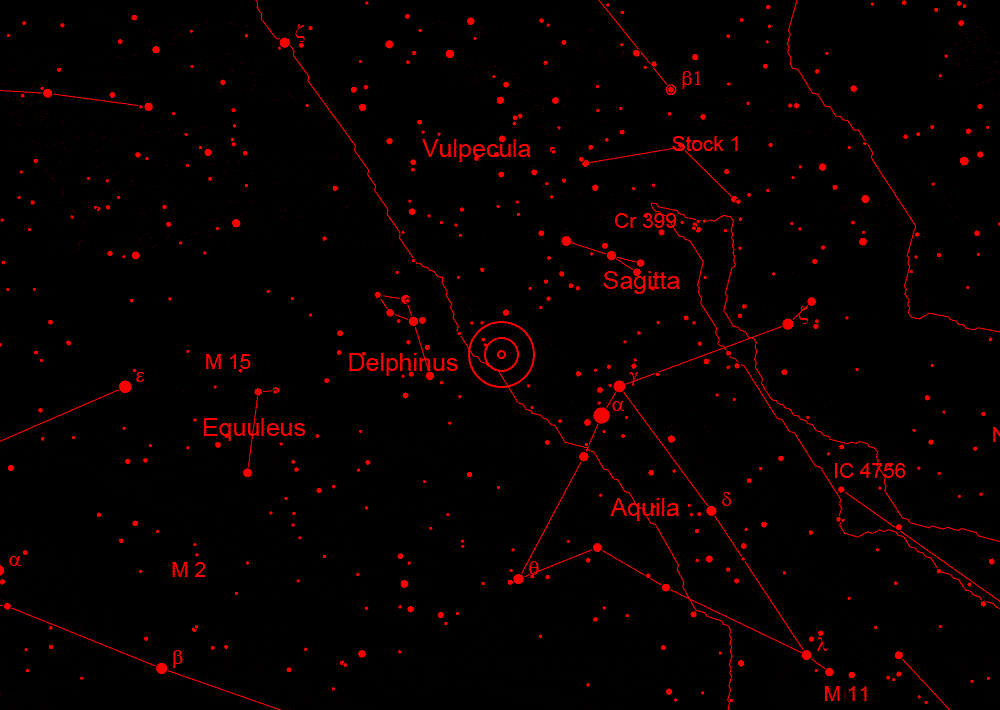 ζ
β1
Stock 1
Vulpecula
Cr 399
Sagitta
ζ
M 15
Delphinus
γ
ε
α
Equuleus
IC 4756
N
Aquila
δ
α
M 2
θ
β
λ
M 11